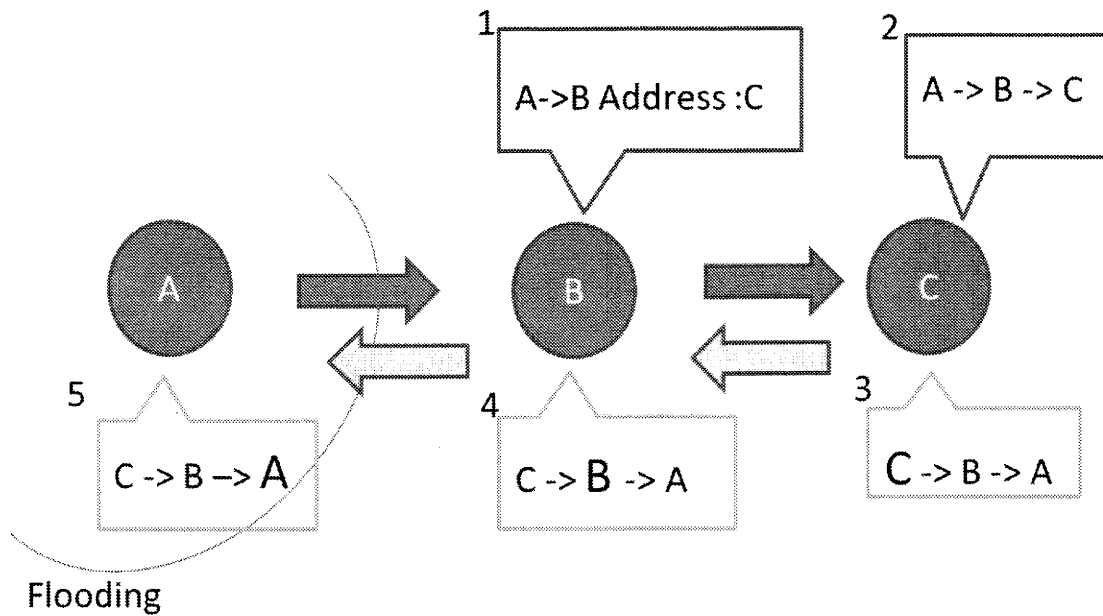 1
A->B Address :C
2
A -> B -> C
A
B
C
5
C -> B –> A
4
C -> B -> A
3
C -> B -> A
Flooding